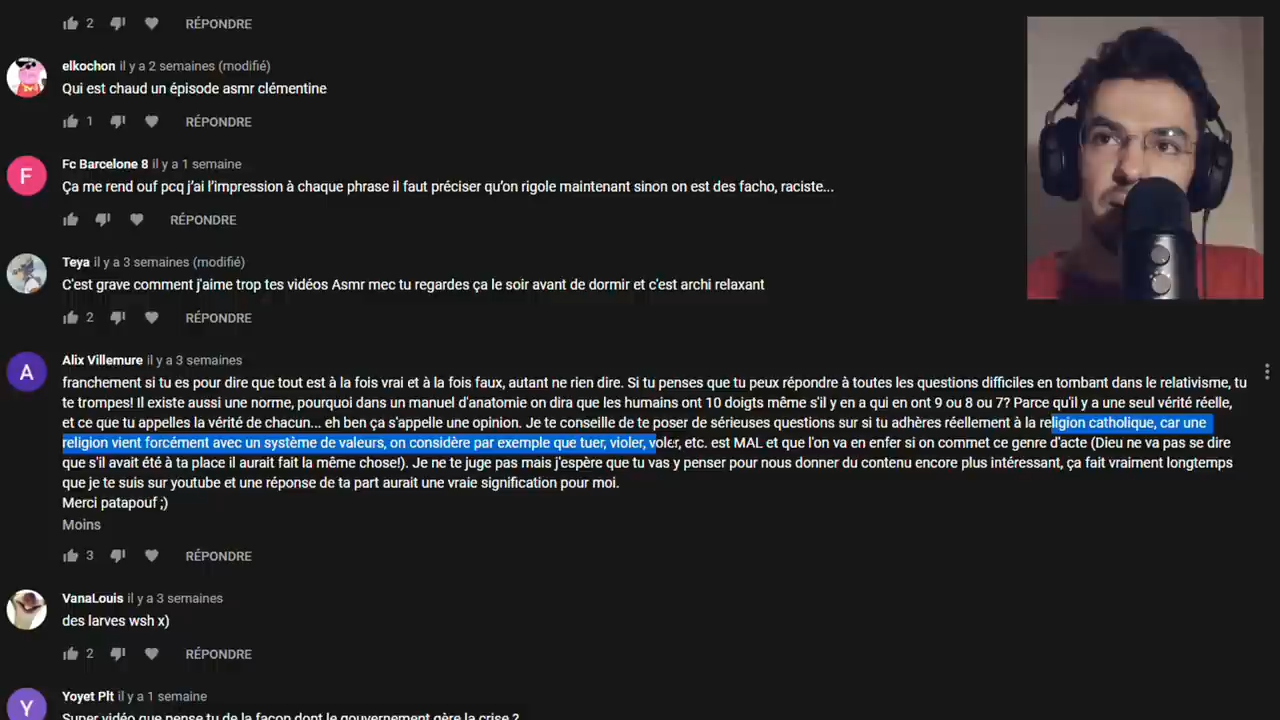 2 RÉPONDRE
elkochon il y a 2 semaines (modifié)
Qui est chaud un épisode asmr clémentine
1 RÉPONDRE
F
Fc Barcelone 8 il y a 1 semaine
Ça me rend ouf pcq j'ai l'impression à chaque phrase il faut préciser qu'on rigole maintenant sinon on est des facho, raciste...
RÉPONDRE
Teya il y a 3 semaines (modifié)
C'est grave comment j'aime trop tes vidéos Asmr mec tu regardes ça le soir avant de dormir et c'est archi relaxant
2 RÉPONDRE
A
Alix Villemure il y a 3 semaines
franchement si tu es pour dire que tout est à la fois vrai et à la fois faux, autant ne rien dire. Si tu penses que tu peux répondre à toutes les questions difficiles en tombant dans le relativisme, tu
te trompes! Il existe aussi une norme, pourquoi dans un manuel d'anatomie on dira que les humains ont 10 doigts même s'il y en a qui en ont 9 ou 8 ou 7? Parce qu'il y a une seul vérité réelle,
et ce que tu appelles la vérité de chacun... eh ben ça s'appelle une opinion. Je te conseille de te poser de sérieuses questions sur si tu adhères réellement à la religion catholique, car une
religion vient forcément avec un système de valeurs, on considère par exemple que tuer, violer, voler, etc. est MAL et que l'on va en enfer si on commet ce genre d'acte (Dieu ne va pas se dire
que s'il avait été à ta place il aurait fait la même chose!). Je ne te juge pas mais j'espère que tu vas y penser pour nous donner du contenu encore plus intéressant, ça fait vraiment longtemps
que je te suis sur youtube et une réponse de ta part aurait une vraie signification pour moi.
Merci patapouf ;)
Moins
3 RÉPONDRE
VanaLouis il y a 3 semaines
des larves wsh x)
2 RÉPONDRE
Y
Yoyet Plt il y a 1 semaine
Super vidéo que pense tu de la façon dont le gouvernement gère la crise ?